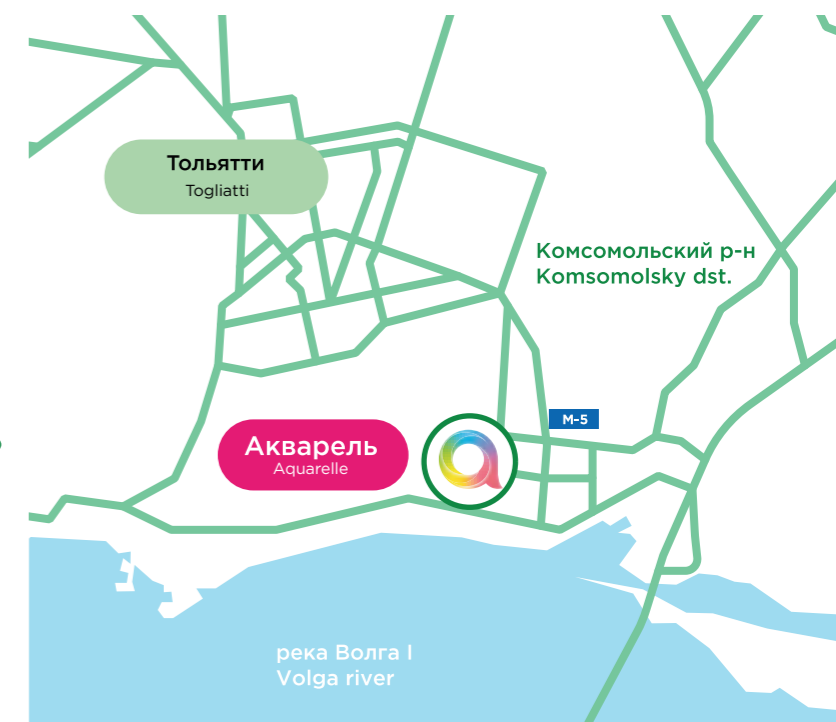 Тольятти
Togliatti
Комсомольский р-н
Komsomolsky dst.
М-5
Акварель
Aquarelle
река Волга I
Volga river